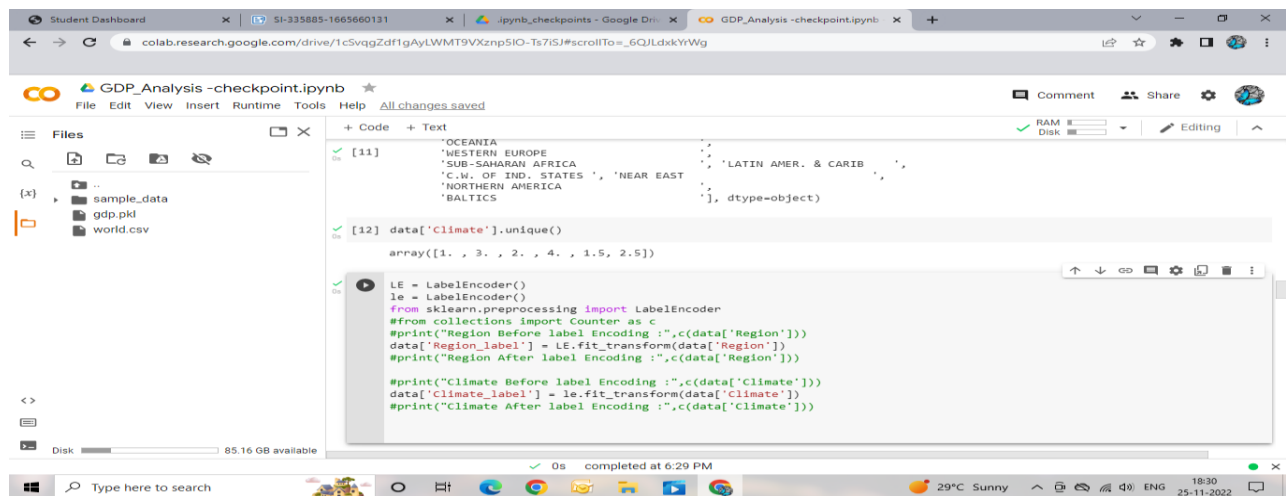 Student Dashboard
SI-335885-1665660131
.ipynb_checkpoints - Google Driv
GDP_Analysis -checkpoint.ipynb
colab.research.google.com/drive/1cSvqgZdf1gAyLWMT9VXznp5IO-Ts7iSJ#scrollTo=_6QJLdxkYrWg
GDP_Analysis -checkpoint.ipynb
File Edit View Insert Runtime Tools Help All changes saved
Comment Share
Files
+ Code + Text
RAM
Disk
Editing
..
sample_data
gdp.pkl
world.csv
{x}
[11]
'OCEANIA ',
'WESTERN EUROPE ',
'SUB-SAHARAN AFRICA ', 'LATIN AMER. & CARIB ',
'C.W. OF IND. STATES ', 'NEAR EAST ',
'NORTHERN AMERICA ',
'BALTICS '], dtype=object)
0s
[12] data['Climate'].unique()
0s
array([1. , 3. , 2. , 4. , 1.5, 2.5])
0s
LE = LabelEncoder()
le = LabelEncoder()
from sklearn.preprocessing import LabelEncoder
#from collections import Counter as c
#print("Region Before label Encoding :",c(data['Region']))
data['Region_label'] = LE.fit_transform(data['Region'])
#print("Region After label Encoding :",c(data['Region']))
#print("Climate Before label Encoding :",c(data['Climate']))
data['Climate_label'] = le.fit_transform(data['Climate'])
#print("Climate After label Encoding :",c(data['Climate']))
<>
Disk 85.16 GB available
0s completed at 6:29 PM
Type here to search
29°C Sunny
ENG
18:30
25-11-2022